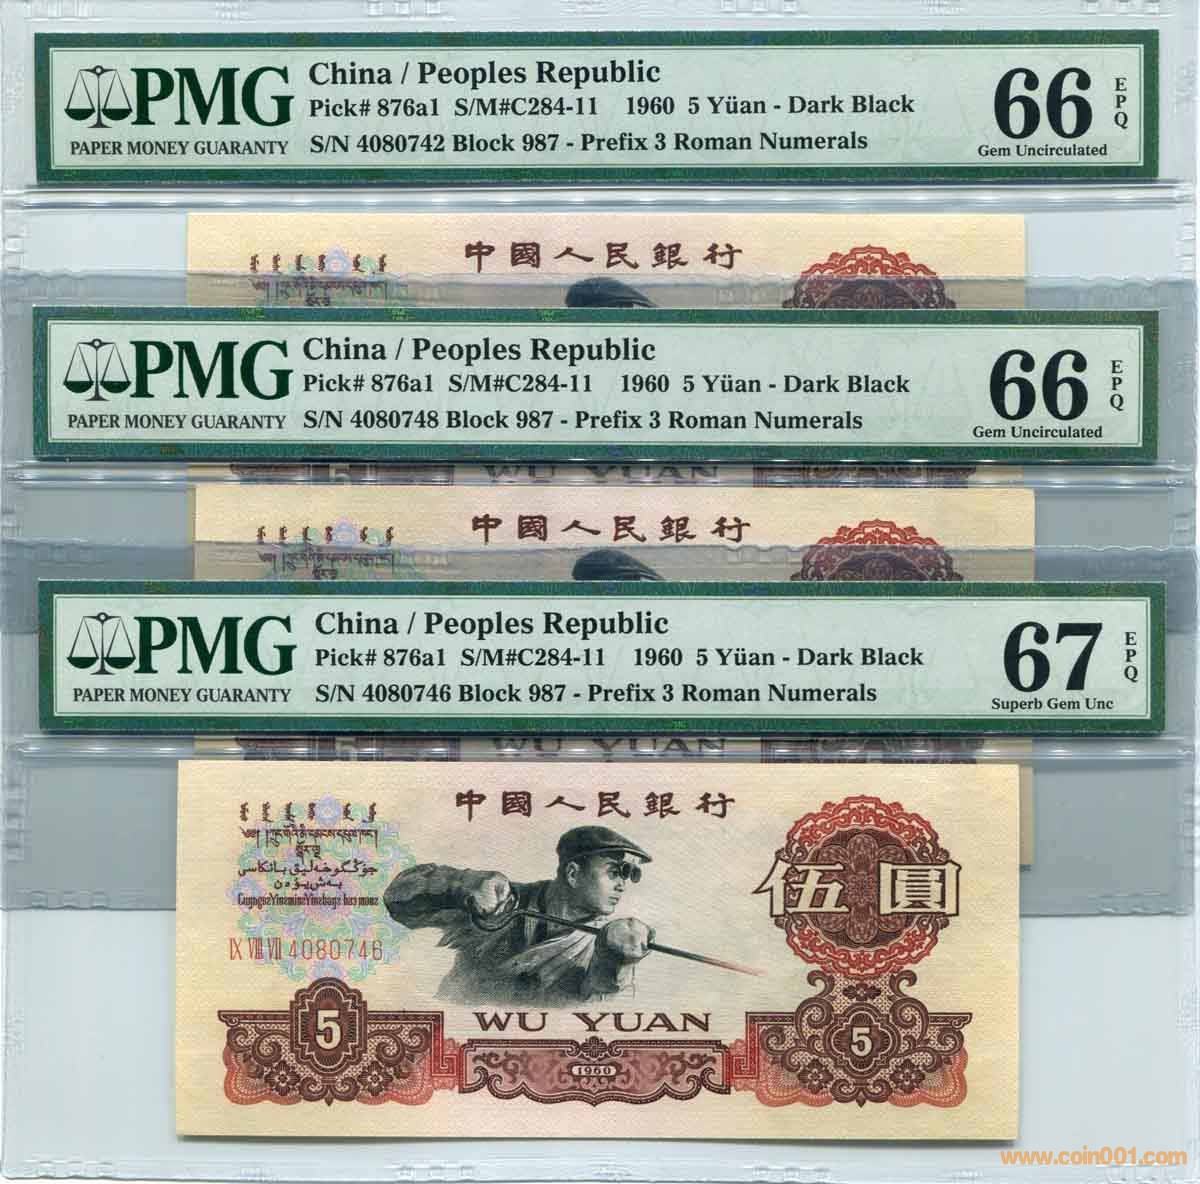 PMG
PAPER MONEY GUARANTY
China / Peoples Republic
Pick# 876a1 S/M#C284-11 1960 5 Yüan - Dark Black
S/N 4080742 Block 987 - Prefix 3 Roman Numerals
66
EPQ
Gem Uncirculated
中國人民銀行
PMG
PAPER MONEY GUARANTY
China / Peoples Republic
Pick# 876a1 S/M#C284-11 1960 5 Yüan - Dark Black
S/N 4080748 Block 987 - Prefix 3 Roman Numerals
66
EPQ
Gem Uncirculated
5 WU YUAN
中國人民銀行
PMG
PAPER MONEY GUARANTY
China / Peoples Republic
Pick# 876a1 S/M#C284-11 1960 5 Yüan - Dark Black
S/N 4080746 Block 987 - Prefix 3 Roman Numerals
67
EPQ
Superb Gem Unc
WU YUAN
中國人民銀行
伍圓
IX VIII VII 4080746
WU YUAN
5
5
1960
www.coin001.com